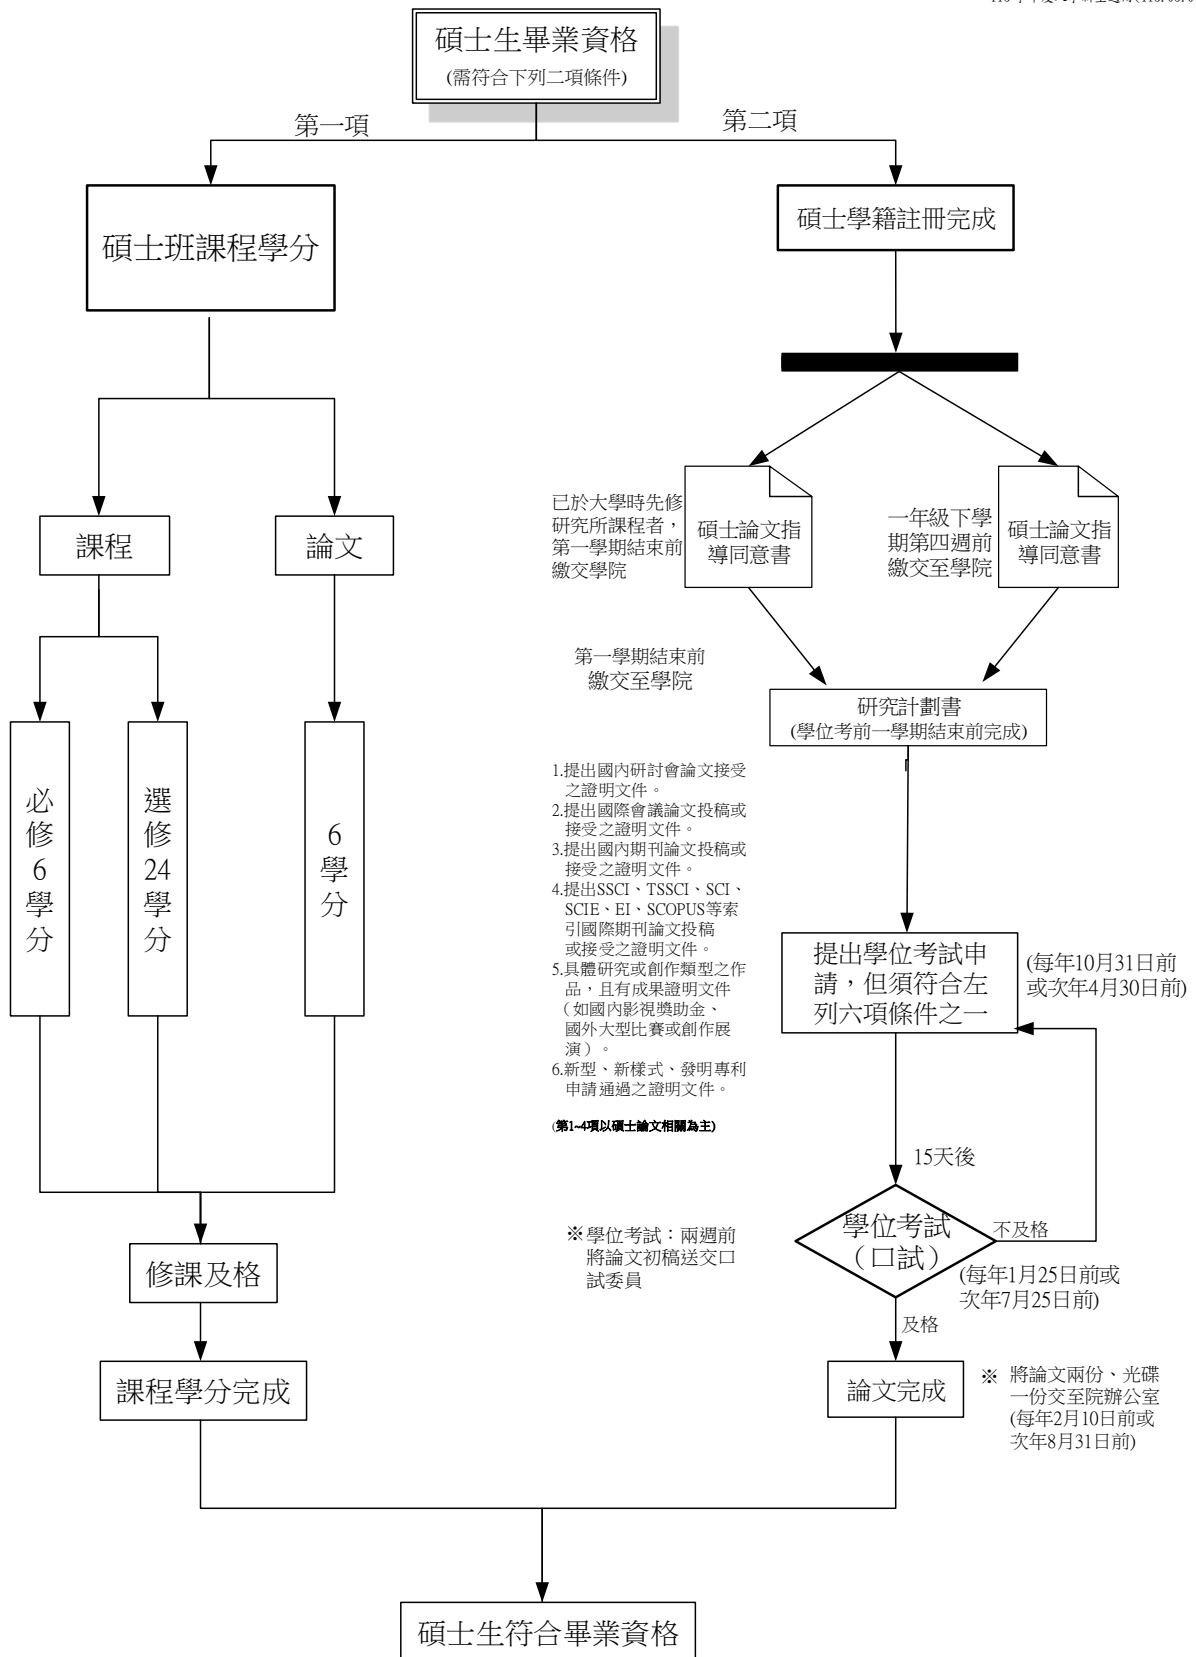 碩士生畢業資格
(需符合下列二項條件)
第一項
第二項
碩士班課程學分
碩士學籍註冊完成
課程
論文
已於大學時先修
研究所課程者，
第一學期結束前
繳交學院
碩士論文指
導同意書
一年級下學
期第四週前
繳交至學院
碩士論文指
導同意書
第一學期結束前
繳交至學院
研究計劃書
(學位考前一學期結束前完成)
必修6學分
選修24學分
6學分
1.提出國內研討會論文接受
之證明文件。
2.提出國際會議論文投稿或
接受之證明文件。
3.提出國內期刊論文投稿或
接受之證明文件。
4.提出SSCI、TSSCI、SCI、
SCIE、EI、SCOPUS等索
引國際期刊論文投稿
或接受之證明文件。
5.具體研究或創作類型之作
品，且有成果證明文件
（如國內影視獎助金、
國外大型比賽或創作展
演）。
6.新型、新樣式、發明專利
申請通過之證明文件。
(第1~4項以碩士論文相關為主)
提出學位考試申
請，但須符合左
列六項條件之一
(每年10月31日前
或次年4月30日前)
15天後
※學位考試：兩週前
將論文初稿送交口
試委員
學位考試
（口試）
不及格
(每年1月25日前或
次年7月25日前)
及格
修課及格
課程學分完成
論文完成
※ 將論文兩份、光碟
一份交至院辦公室
(每年2月10日前或
次年8月31日前)
碩士生符合畢業資格